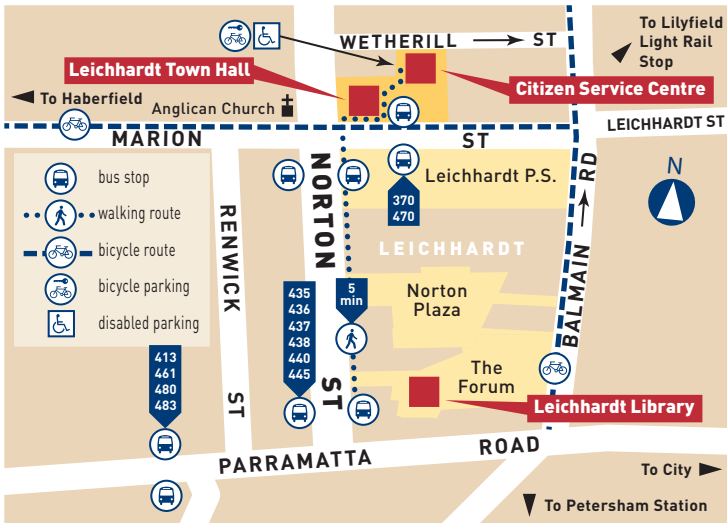 To Lilyfield
Light Rail
Stop
WETHERILL ST
Leichhardt Town Hall
Citizen Service Centre
To Haberfield
Anglican Church
LEICHHARDT ST
MARION ST
bus stop
walking route
bicycle route
bicycle parking
disabled parking
NORTON ST
RENWICK ST
Leichhardt P.S.
370
470
N
BALMAIN RD
LEICHHARDT
Norton
Plaza
435
436
437
438
440
445
5
min
413
461
480
483
The
Forum
Leichhardt Library
PARRAMATTA ROAD
To City
To Petersham Station